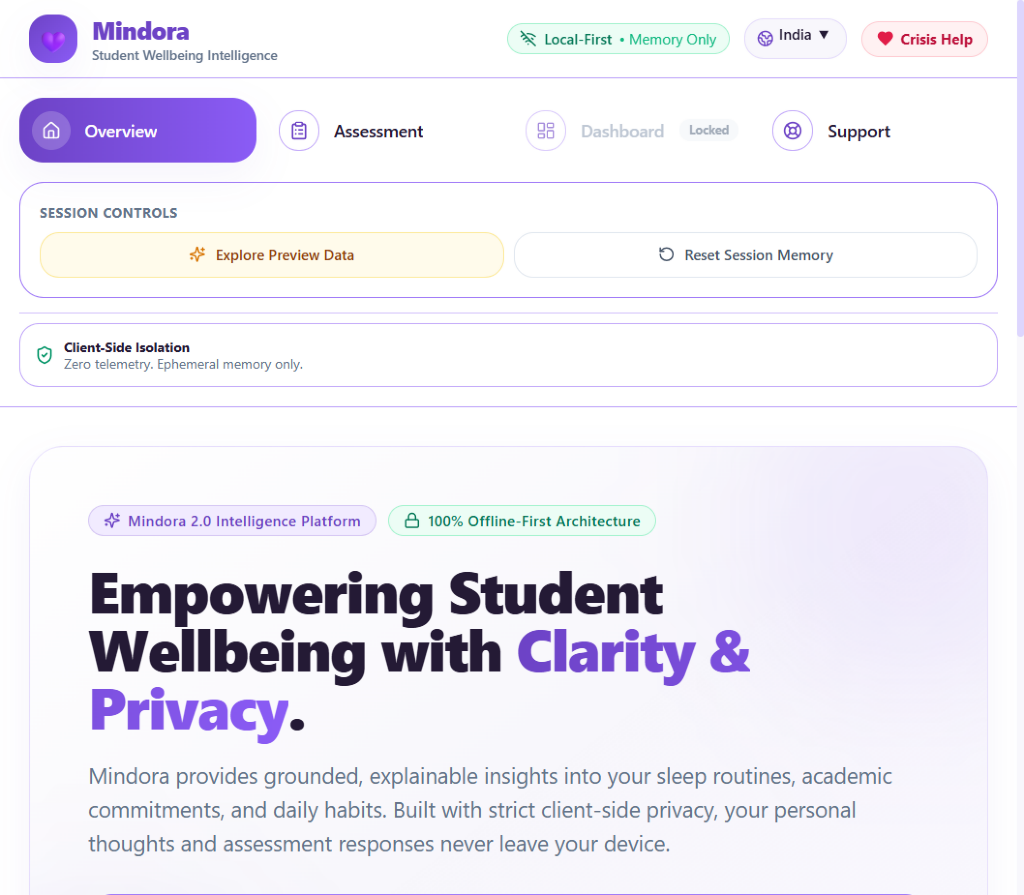 Mindora
Student Wellbeing Intelligence
Local-First • Memory Only
India ▼
Crisis Help
Overview
Assessment
Dashboard
Locked
Support
SESSION CONTROLS
Explore Preview Data
Reset Session Memory
Client-Side Isolation
Zero telemetry. Ephemeral memory only.
Mindora 2.0 Intelligence Platform
100% Offline-First Architecture
Empowering Student
Wellbeing with Clarity &
Privacy.
Mindora provides grounded, explainable insights into your sleep routines, academic
commitments, and daily habits. Built with strict client-side privacy, your personal
thoughts and assessment responses never leave your device.